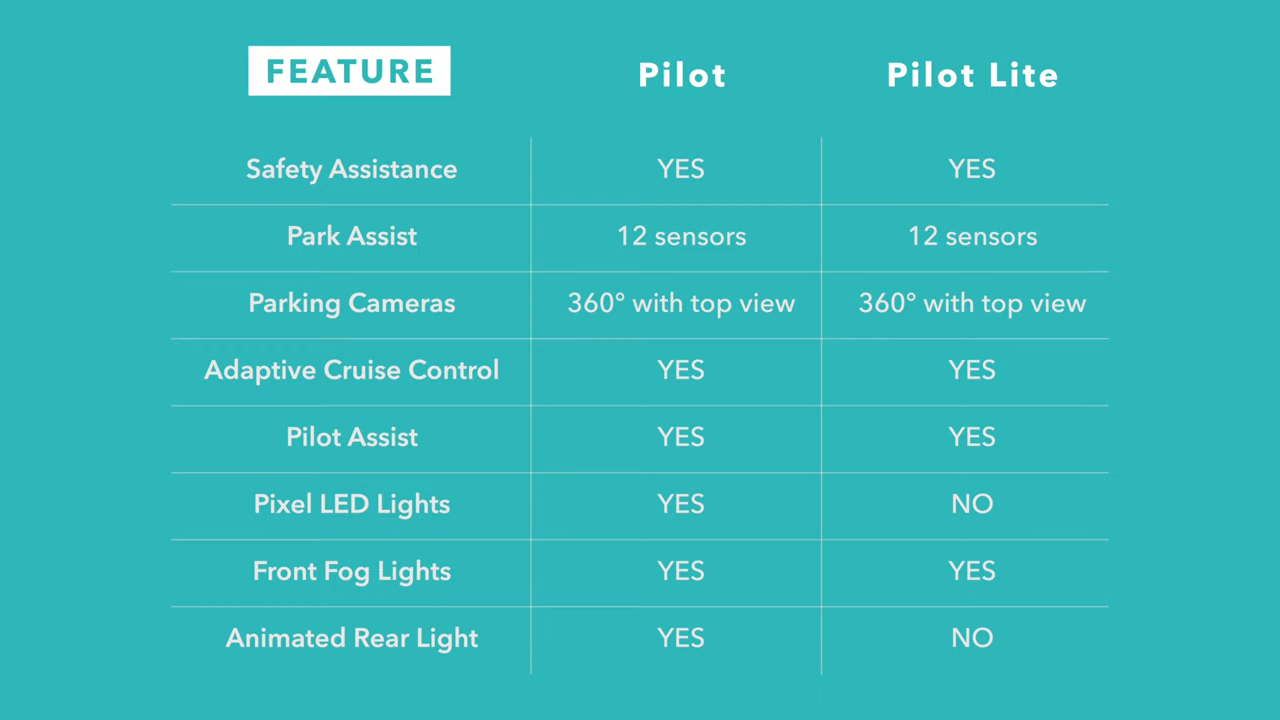 FEATURE Pilot Pilot Lite
Safety Assistance YES YES
Park Assist 12 sensors 12 sensors
Parking Cameras 360° with top view 360° with top view
Adaptive Cruise Control YES YES
Pilot Assist YES YES
Pixel LED Lights YES NO
Front Fog Lights YES YES
Animated Rear Light YES NO